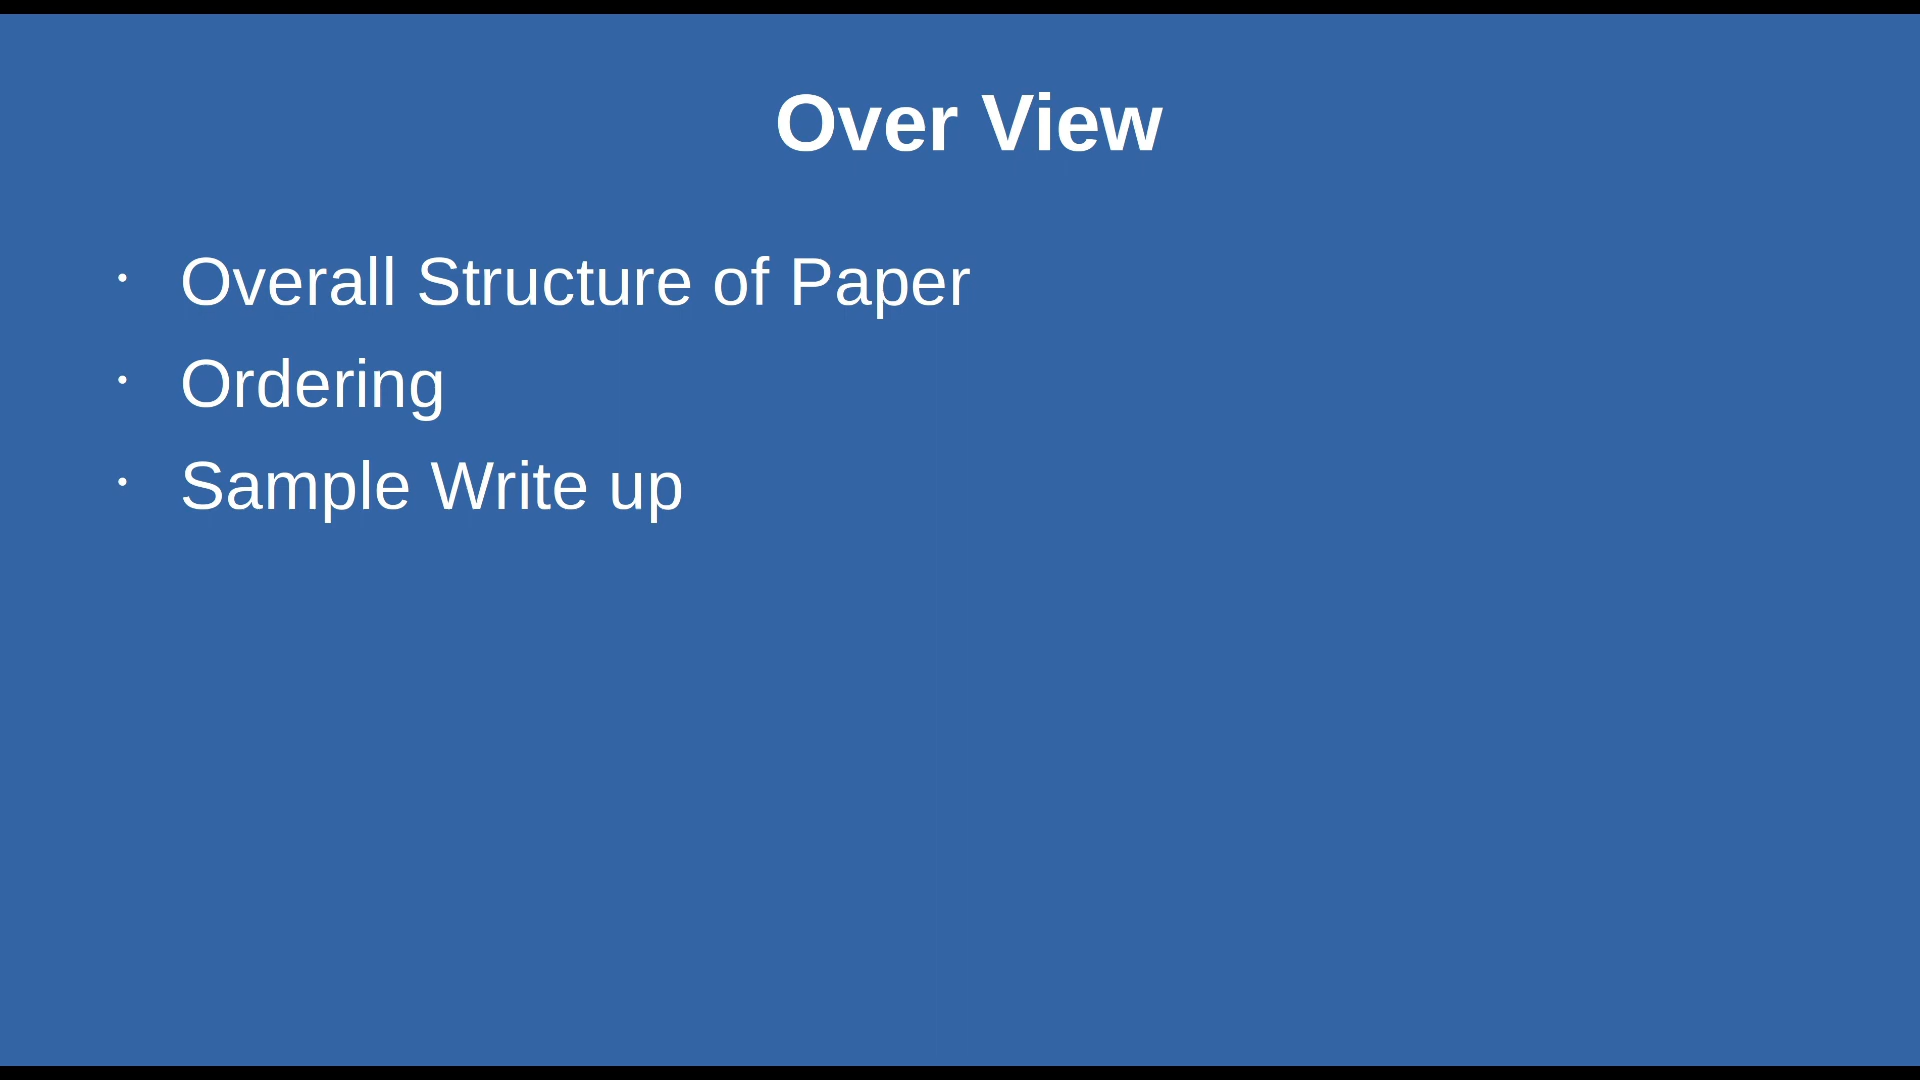 Over View
• Overall Structure of Paper
• Ordering
• Sample Write up